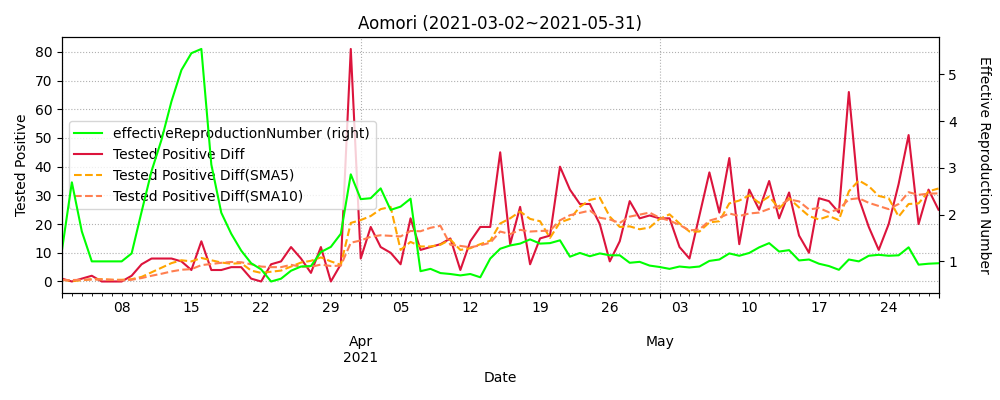 Aomori (2021-03-02~2021-05-31)
80
70
60
50
40
30
20
10
0
Tested Positive
effectiveReproductionNumber (right)
Tested Positive Diff
Tested Positive Diff(SMA5)
Tested Positive Diff(SMA10)
5
4
3
2
1
Effective Reproduction Number
08 15 22 29 05 12 19 26 03 10 17 24
Apr May
2021
Date